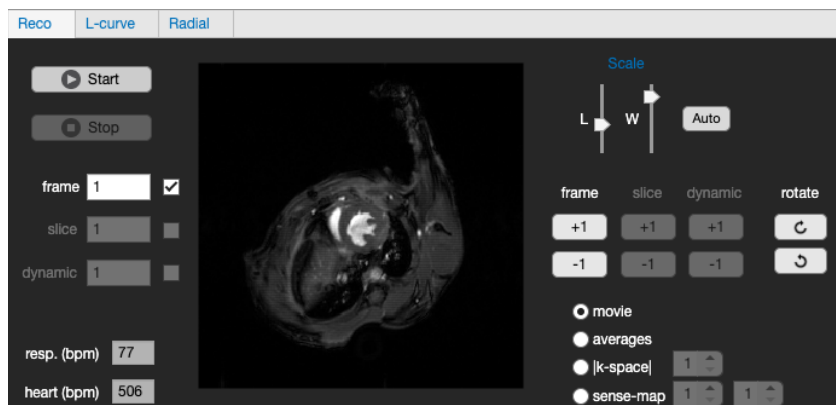 Reco L-curve Radial
Start
Stop
frame 1
slice 1
dynamic 1
resp. (bpm) 77
heart (bpm) 506
Scale
L W Auto
frame slice dynamic rotate
+1 +1 +1
-1 -1 -1
movie
averages
|k-space| 1
sense-map 1 1